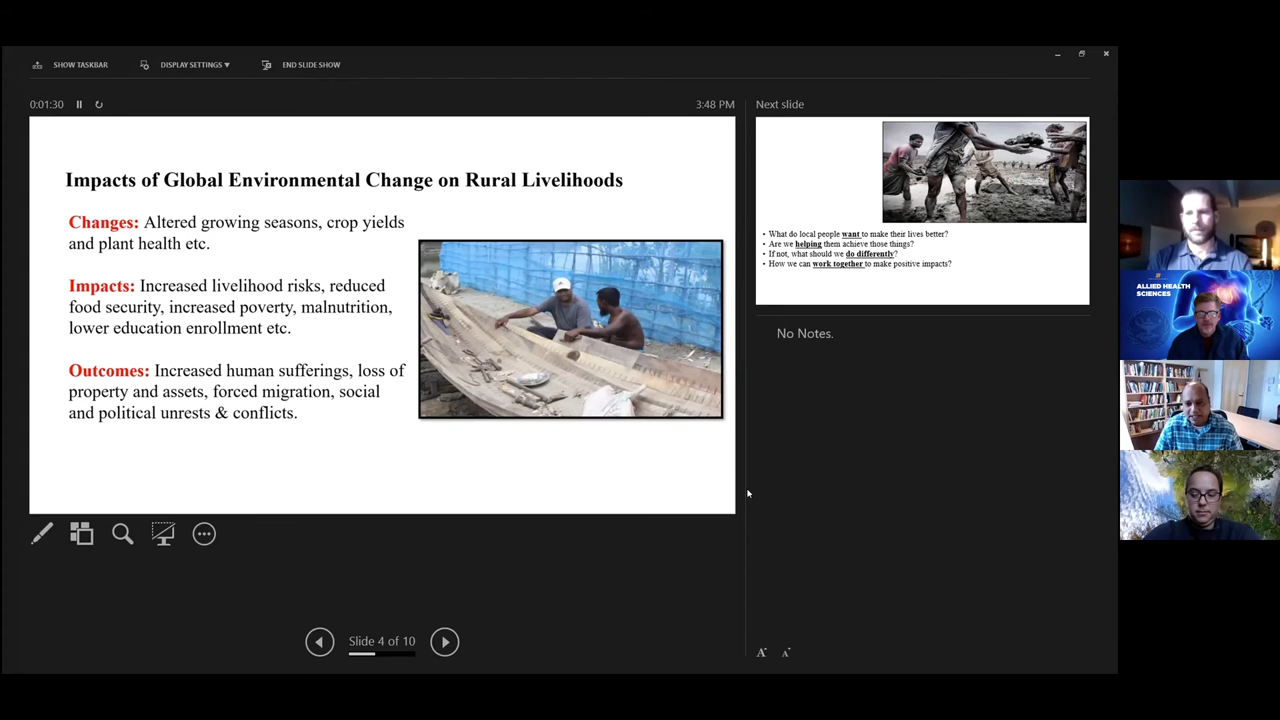 SHOW TASKBAR
DISPLAY SETTINGS ▾
END SLIDE SHOW
0:01:30
3:48 PM
Next slide
Impacts of Global Environmental Change on Rural Livelihoods
Changes: Altered growing seasons, crop yields
and plant health etc.
Impacts: Increased livelihood risks, reduced
food security, increased poverty, malnutrition,
lower education enrollment etc.
Outcomes: Increased human sufferings, loss of
property and assets, forced migration, social
and political unrests & conflicts.
• What do local people want to make their lives better?
• Are we helping them achieve those things?
• If not, what should we do differently?
• How we can work together to make positive impacts?
No Notes.
ALLIED HEALTH
SCIENCES
Slide 4 of 10
A A